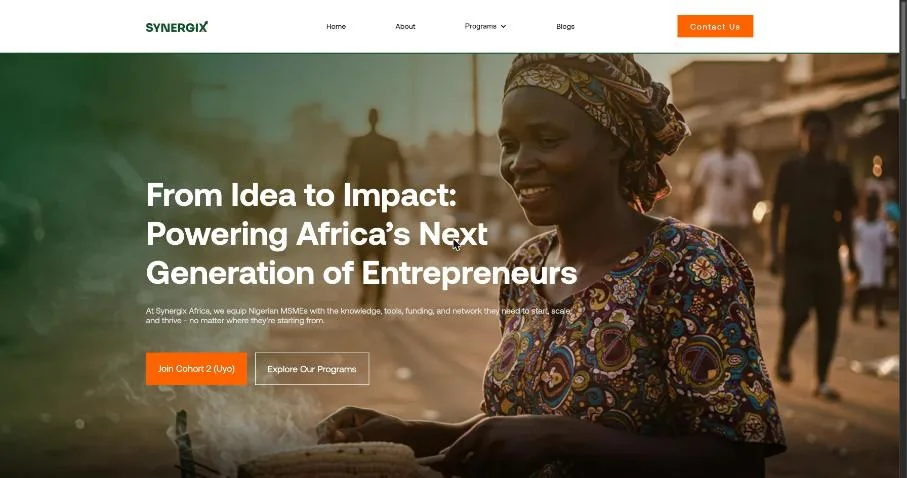 SYNERGIX
Home
About
Programs
Blogs
Contact Us
From Idea to Impact:
Powering Africa's Next
Generation of Entrepreneurs
At Synergix Africa, we equip Nigerian MSMEs with the knowledge, tools, funding, and network they need to start, scale,
and thrive - no matter where they're starting from.
Join Cohort 2 (Uyo)
Explore Our Programs